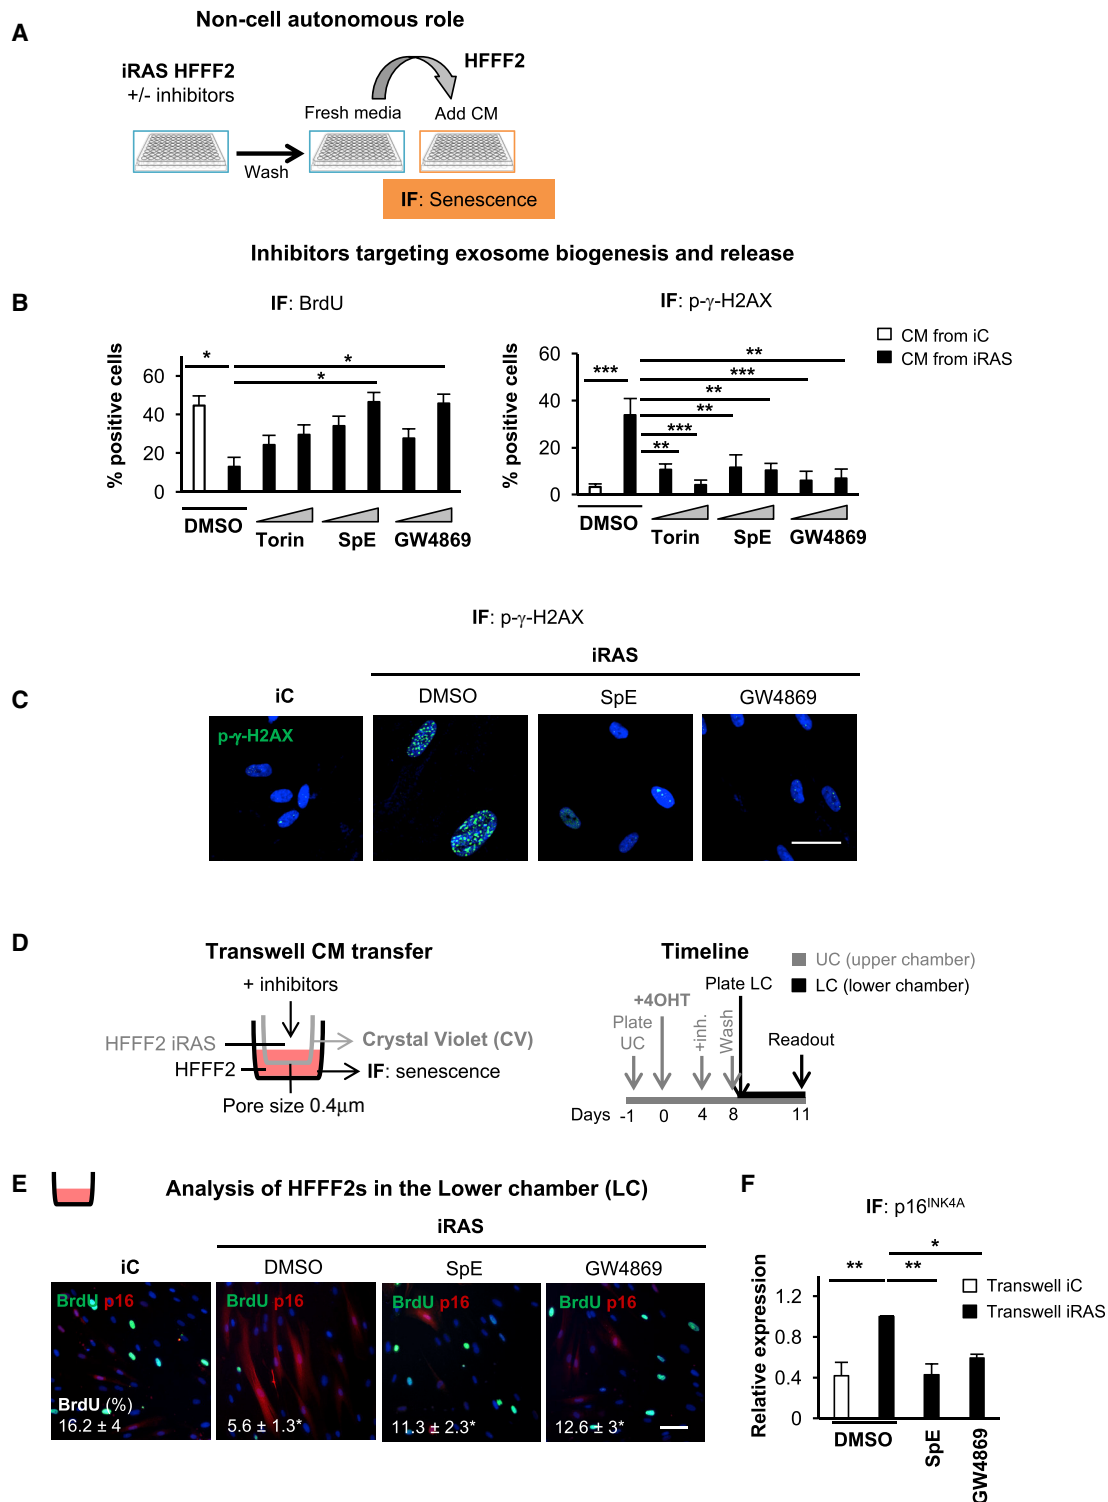 A
Non-cell autonomous role
iRAS HFFF2
+/- inhibitors
HFFF2
Fresh media
Add CM
Wash
IF: Senescence
Inhibitors targeting exosome biogenesis and release
B
IF: BrdU
% positive cells
60
40
20
0
*
*
*
DMSO
Torin
SpE
GW4869
IF: p-γ-H2AX
% positive cells
60
40
20
0
***
**
***
**
**
***
**
DMSO
Torin
SpE
GW4869
CM from iC
CM from iRAS
IF: p-γ-H2AX
iRAS
C
iC
DMSO
SpE
GW4869
p-γ-H2AX
D
Transwell CM transfer
+ inhibitors
HFFF2 iRAS
Crystal Violet (CV)
HFFF2
IF: senescence
Pore size 0.4µm
Timeline
UC (upper chamber)
LC (lower chamber)
Plate LC
+4OHT
Plate
UC
+inh.
Wash
Readout
Days
-1
0
4
8
11
E
Analysis of HFFF2s in the Lower chamber (LC)
iRAS
iC
DMSO
SpE
GW4869
BrdU p16
BrdU p16
BrdU p16
BrdU p16
BrdU (%)
16.2 ± 4
5.6 ± 1.3*
11.3 ± 2.3*
12.6 ± 3*
F
IF: p16INK4A
Relative expression
1.2
0.8
0.4
0
**
**
*
Transwell iC
Transwell iRAS
DMSO
SpE
GW4869